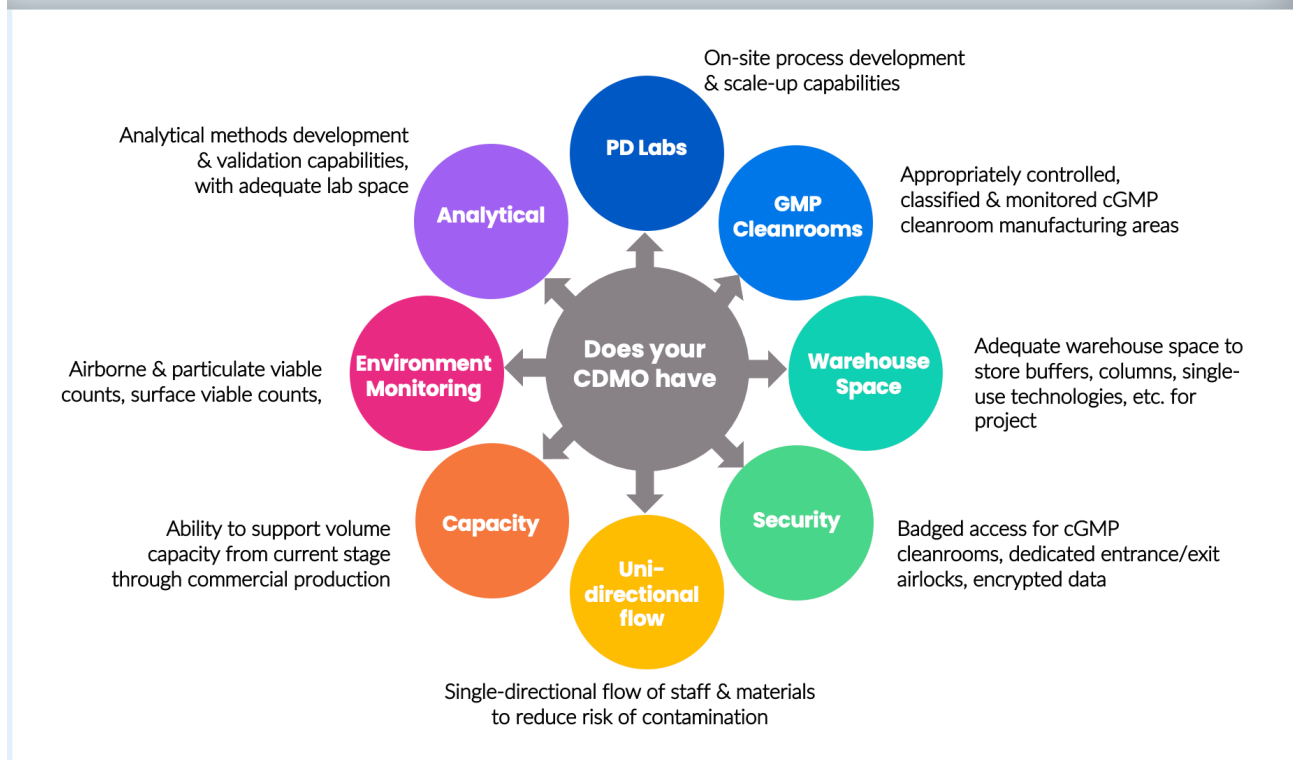 On-site process development
& scale-up capabilities
PD Labs
Analytical methods development
& validation capabilities,
with adequate lab space
Analytical
GMP
Cleanrooms
Appropriately controlled,
classified & monitored cGMP
cleanroom manufacturing areas
Does your
CDMO have
Environment
Monitoring
Airborne & particulate viable
counts, surface viable counts,
Warehouse
Space
Adequate warehouse space to
store buffers, columns, single-
use technologies, etc. for
project
Capacity
Ability to support volume
capacity from current stage
through commercial production
Security
Badged access for cGMP
cleanrooms, dedicated entrance/exit
airlocks, encrypted data
Uni-
directional
flow
Single-directional flow of staff & materials
to reduce risk of contamination